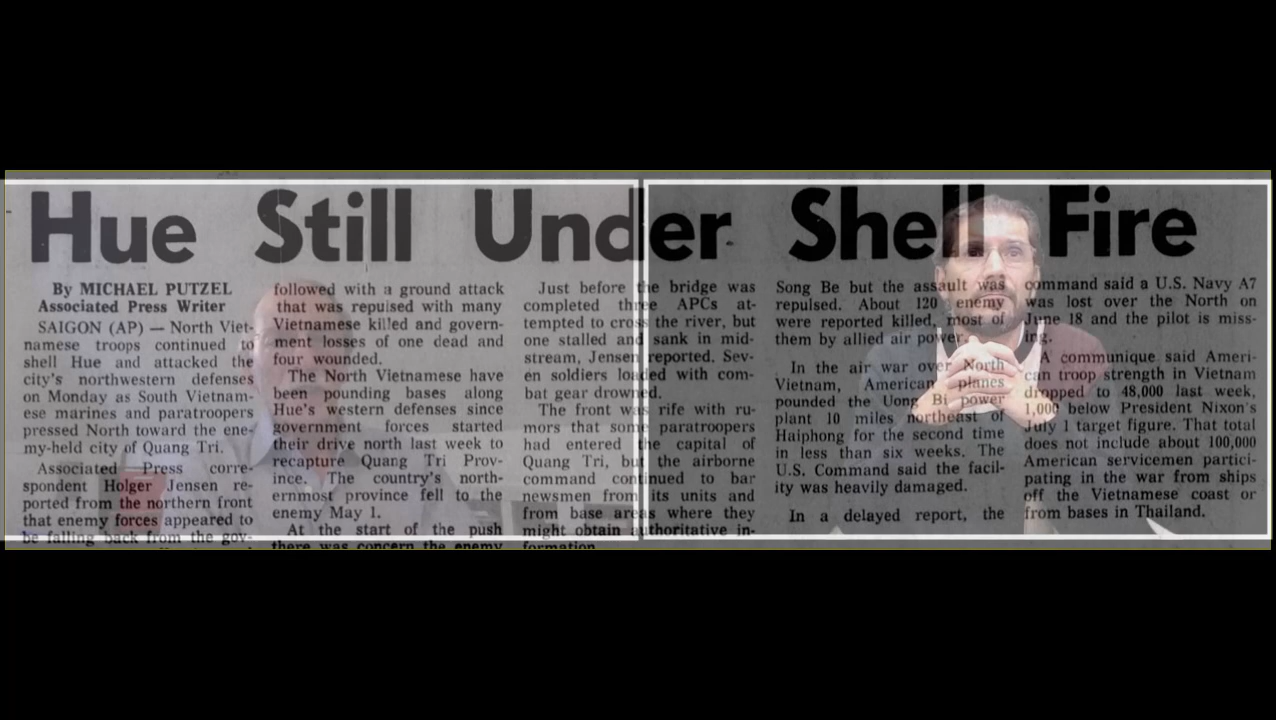 Hue Still Under Shell Fire
By MICHAEL PUTZEL
Associated Press Writer
SAIGON (AP) — North Viet-
namese troops continued to
shell Hue and attacked the
city's northwestern defenses
on Monday as South Vietnam-
ese marines and paratroopers
pressed North toward the ene-
my-held city of Quang Tri.
Associated Press corre-
spondent Holger Jensen re-
ported from the northern front
that enemy forces appeared to
be falling back from the gov-
followed with a ground attack
that was repulsed with many
Vietnamese killed and govern-
ment losses of one dead and
four wounded.
The North Vietnamese have
been pounding bases along
Hue's western defenses since
government forces started
their drive north last week to
recapture Quang Tri Prov-
ince. The country's north-
ernmost province fell to the
enemy May 1.
At the start of the push
there was concern the enemy
Just before the bridge was
completed three APCs at-
tempted to cross the river, but
one stalled and sank in mid-
stream, Jensen reported. Sev-
en soldiers loaded with com-
bat gear drowned.
The front was rife with ru-
mors that some paratroopers
had entered the capital of
Quang Tri, but the airborne
command continued to bar
newsmen from its units and
from base areas where they
might obtain authoritative in-
formation.
Song Be but the assault was
repulsed. About 120 enemy
were reported killed, most of
them by allied air power.
In the air war over North
Vietnam, American planes
pounded the Uong Bi power
plant 10 miles northeast of
Haiphong for the second time
in less than six weeks. The
U.S. Command said the facil-
ity was heavily damaged.
In a delayed report, the
command said a U.S. Navy A7
was lost over the North on
June 18 and the pilot is miss-
ing.
A communique said Ameri-
can troop strength in Vietnam
dropped to 48,000 last week,
1,000 below President Nixon's
July 1 target figure. That total
does not include about 100,000
American servicemen partici-
pating in the war from ships
off the Vietnamese coast or
from bases in Thailand.